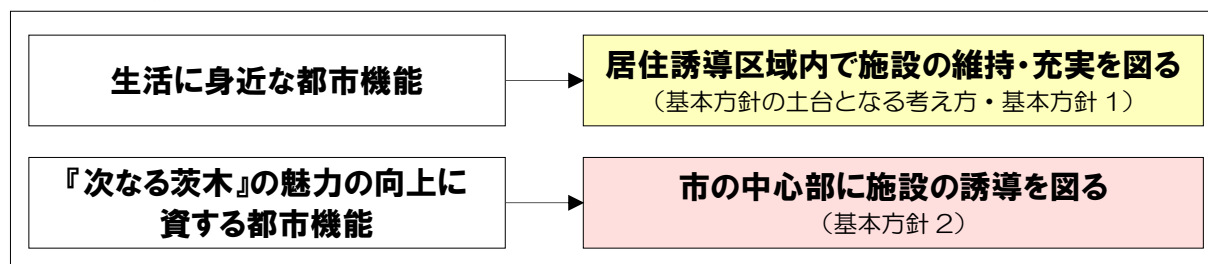 生活に身近な都市機能
居住誘導区域内で施設の維持・充実を図る
（基本方針の土台となる考え方・基本方針１）
『次なる茨木』の魅力の向上に
資する都市機能
市の中心部に施設の誘導を図る
（基本方針２）